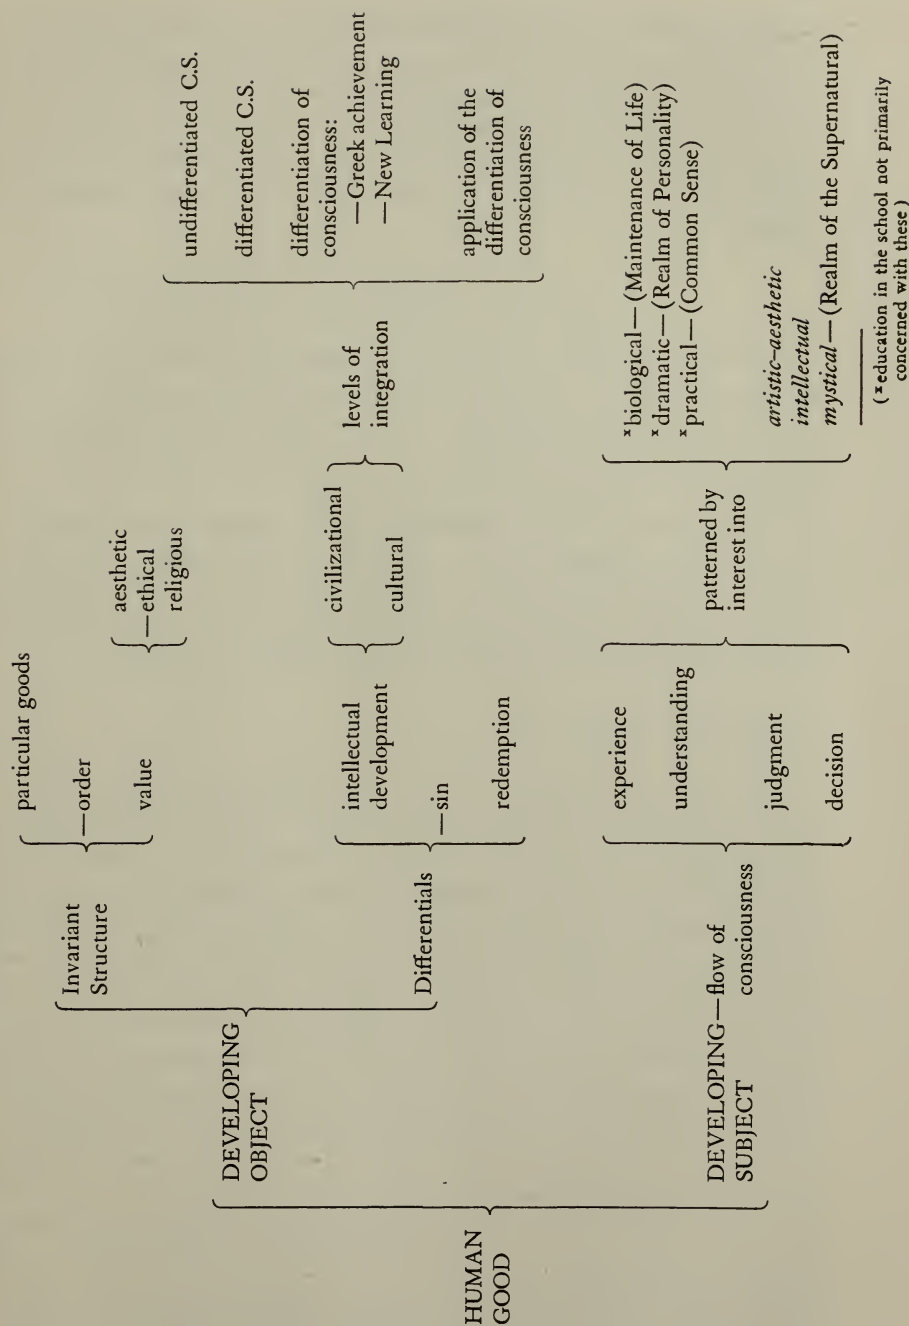 HUMAN
GOOD
DEVELOPING
OBJECT
Invariant
Structure
particular goods
—order
value
aesthetic
—ethical
religious
Differentials
intellectual
development
—sin
redemption
civilizational
cultural
levels of
integration
undifferentiated C.S.
differentiated C.S.
differentiation of
consciousness:
—Greek achievement
—New Learning
application of the
differentiation of
consciousness
DEVELOPING—flow of
SUBJECT consciousness
experience
understanding
judgment
decision
patterned by
interest into
ˣbiological—(Maintenance of Life)
ˣdramatic—(Realm of Personality)
ˣpractical—(Common Sense)
artistic–aesthetic
intellectual
mystical—(Realm of the Supernatural)
(ˣeducation in the school not primarily
concerned with these)